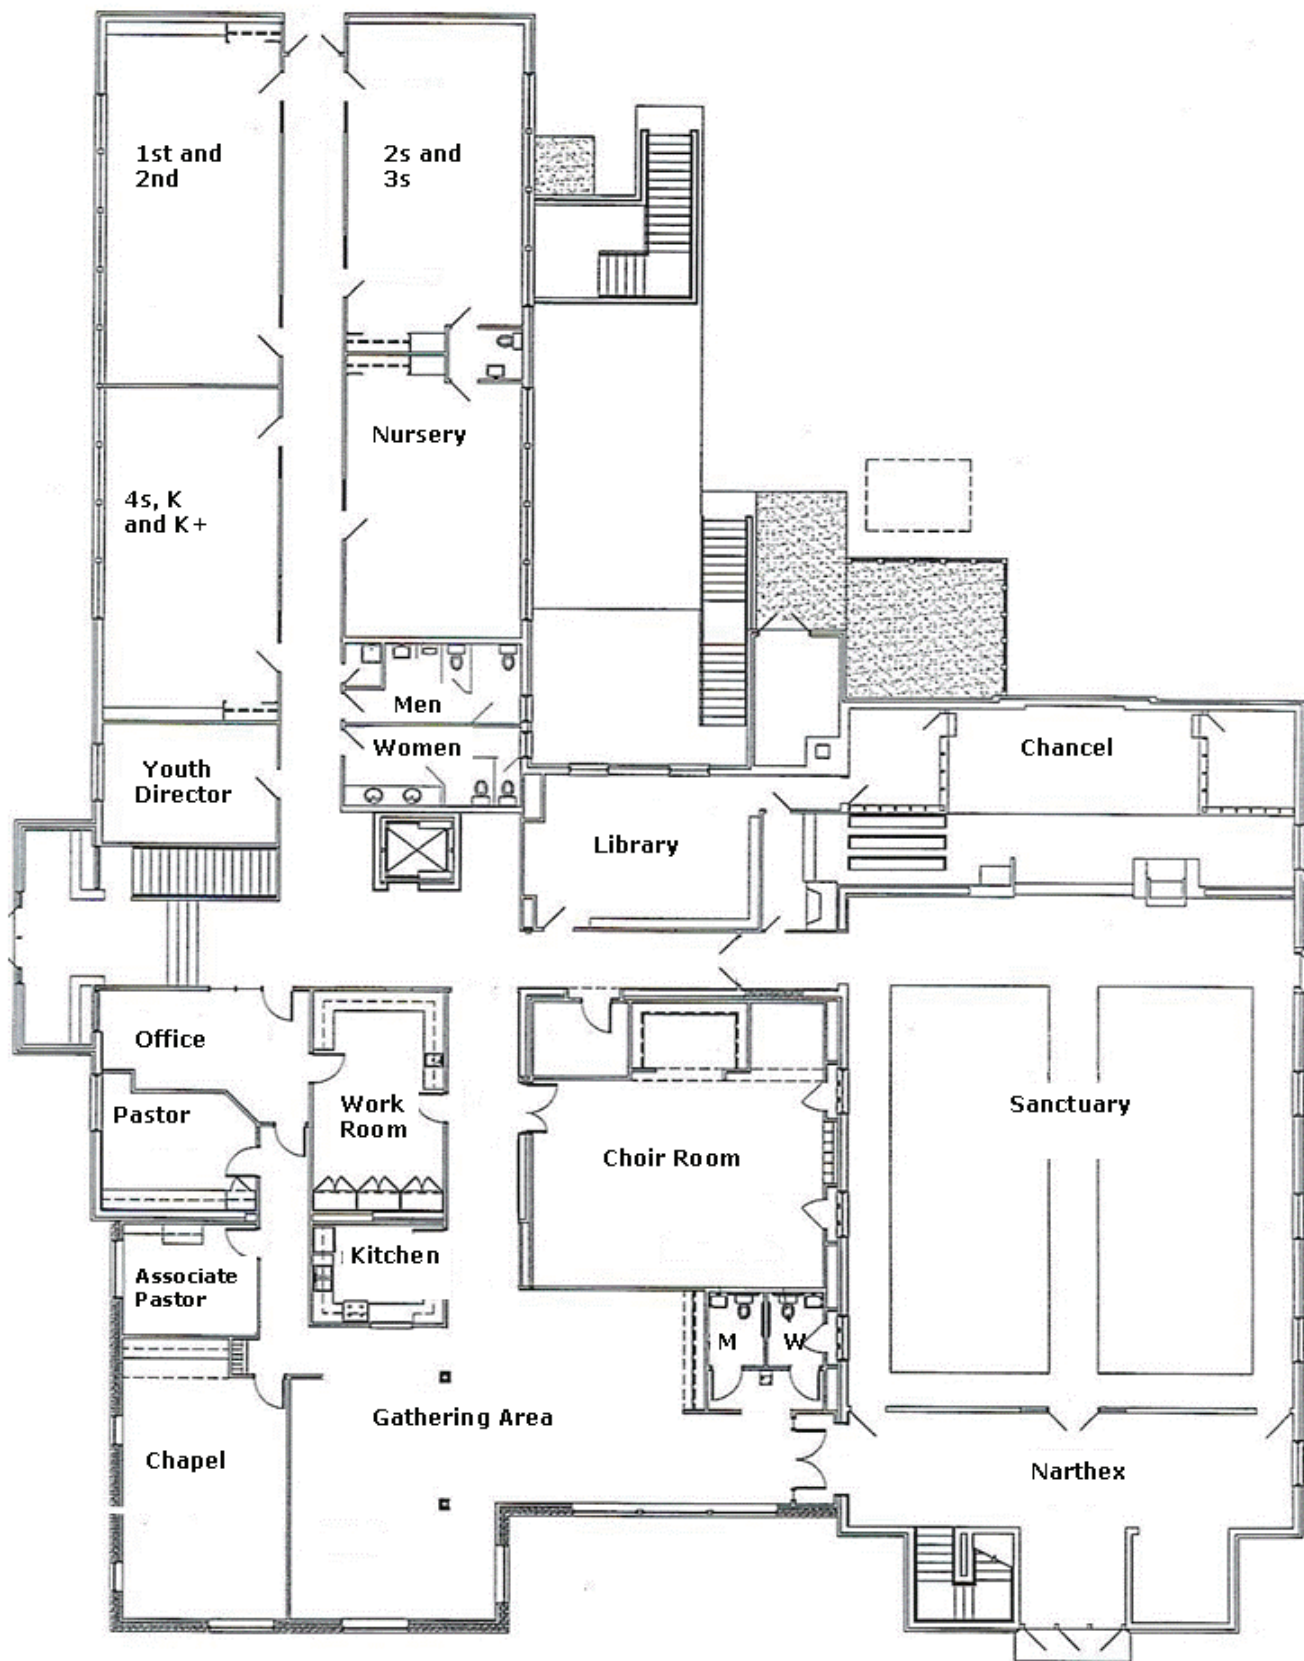 1st and
2nd
2s and
3s
Nursery
4s, K
and K+
Men
Women
Youth
Director
Chancel
Library
Office
Pastor
Work
Room
Sanctuary
Choir Room
Kitchen
Associate
Pastor
M
W
Gathering Area
Chapel
Narthex